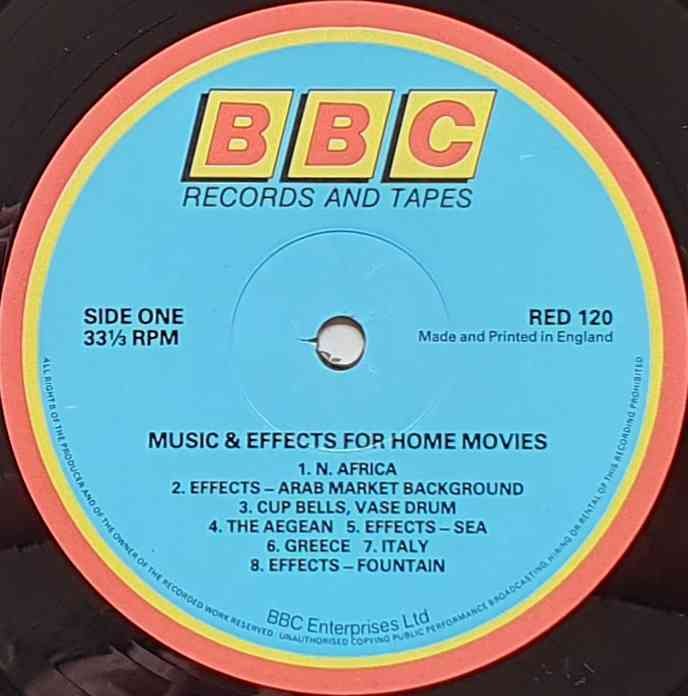 BBC
RECORDS AND TAPES
SIDE ONE
33⅓ RPM
RED 120
Made and Printed in England
MUSIC & EFFECTS FOR HOME MOVIES
1. N. AFRICA
2. EFFECTS – ARAB MARKET BACKGROUND
3. CUP BELLS, VASE DRUM
4. THE AEGEAN 5. EFFECTS – SEA
6. GREECE 7. ITALY
8. EFFECTS – FOUNTAIN
BBC Enterprises Ltd
ALL RIGHTS OF THE PRODUCER AND OF THE OWNER OF THE RECORDED WORK RESERVED · UNAUTHORISED COPYING PUBLIC PERFORMANCE BROADCASTING, HIRING OR RENTAL OF THIS RECORDING PROHIBITED